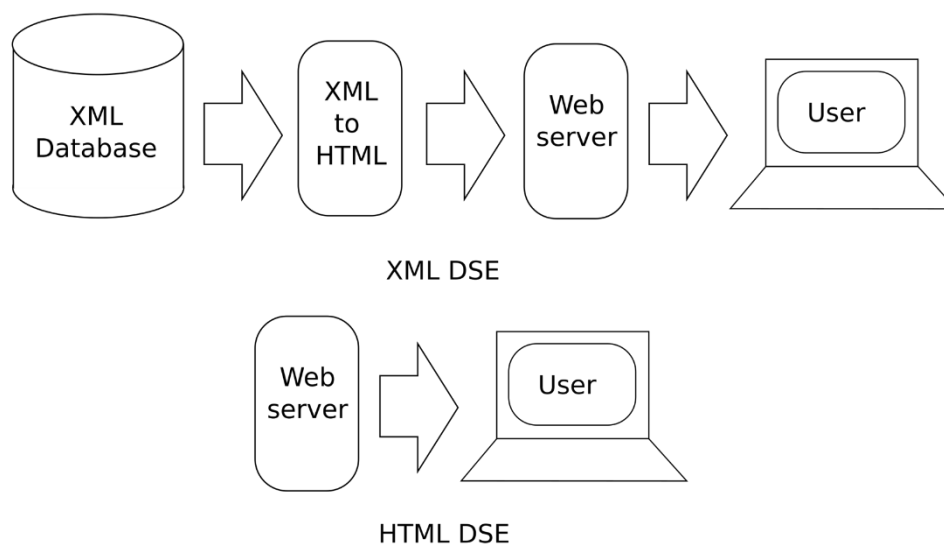 XML
Database
XML
to
HTML
Web
server
User
XML DSE
Web
server
User
HTML DSE